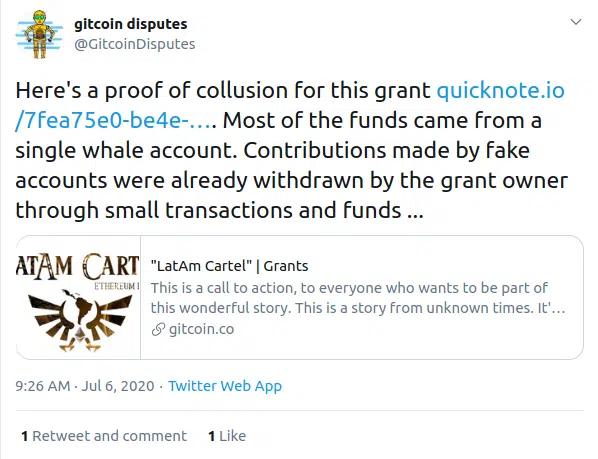 gitcoin disputes
@GitcoinDisputes
Here's a proof of collusion for this grant quicknote.io
/7fea75e0-be4e-…. Most of the funds came from a
single whale account. Contributions made by fake
accounts were already withdrawn by the grant owner
through small transactions and funds ...
ATAM CART
ETHEREUM
"LatAm Cartel" | Grants
This is a call to action, to everyone who wants to be part of
this wonderful story. This is a story from unknown times. It'…
gitcoin.co
9:26 AM · Jul 6, 2020 · Twitter Web App
1 Retweet and comment 1 Like